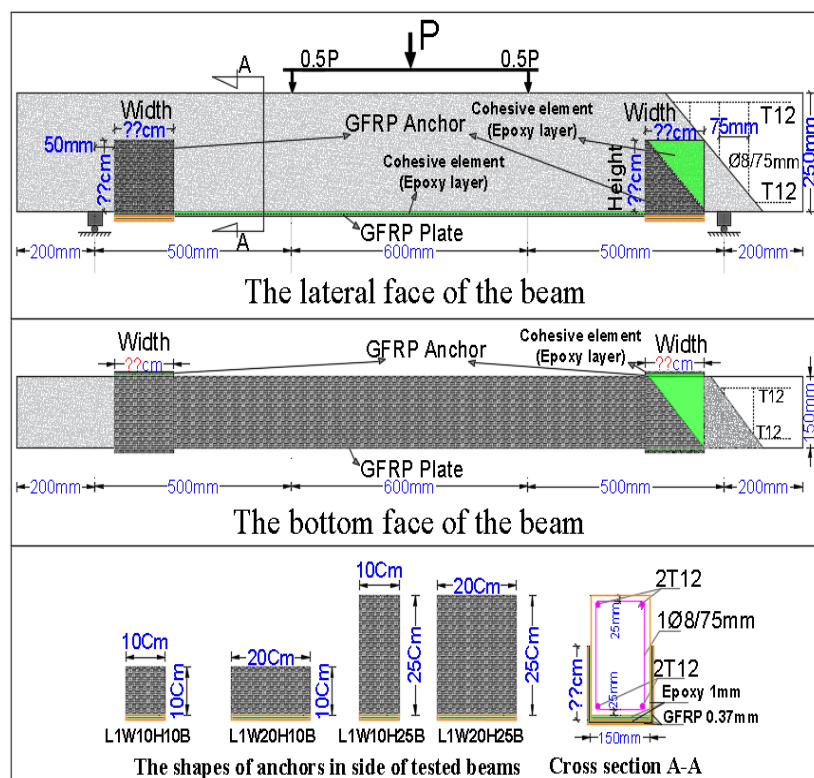 P
0.5P
0.5P
A
Width
??cm
50mm
??cm
GFRP Anchor
Cohesive element
(Epoxy layer)
Cohesive element
(Epoxy layer)
Width
??cm
75mm
T12
Ø8/75mm
T12
250mm
Height
??cm
A
GFRP Plate
200mm
500mm
600mm
500mm
200mm
The lateral face of the beam
Width
??cm
GFRP Anchor
Cohesive element
(Epoxy layer)
Width
??cm
T12
T12
150mm
GFRP Plate
200mm
500mm
600mm
500mm
200mm
The bottom face of the beam
10Cm
10Cm
L1W10H10B
20Cm
10Cm
L1W20H10B
10Cm
25Cm
L1W10H25B
20Cm
25Cm
L1W20H25B
The shapes of anchors in side of tested beams
2T12
25mm
1Ø8/75mm
25mm
2T12
Epoxy 1mm
GFRP 0.37mm
??cm
150mm
Cross section A-A